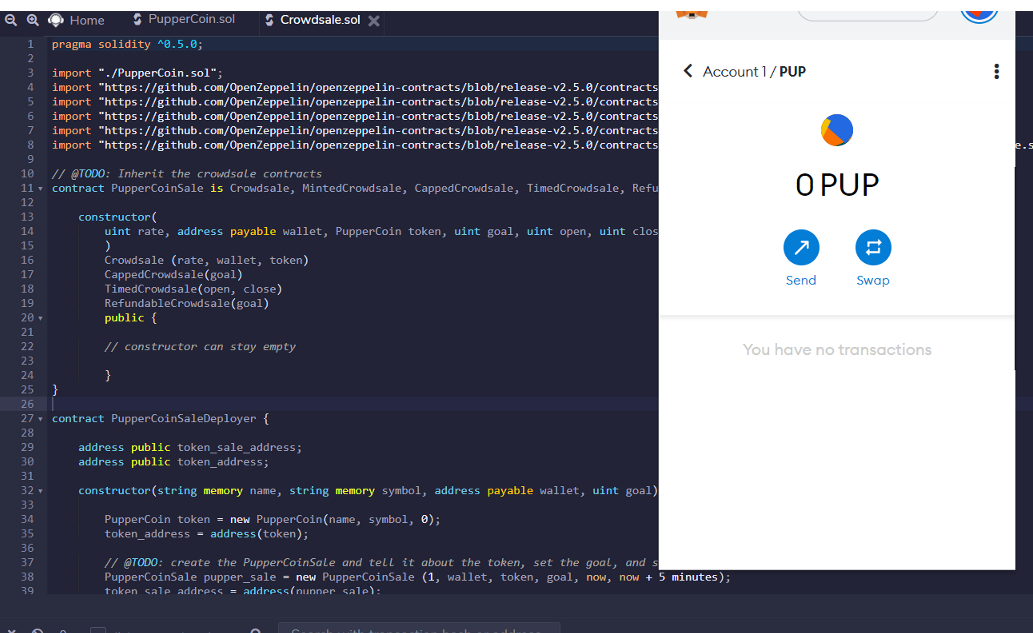 Home
PupperCoin.sol
Crowdsale.sol
1 pragma solidity ^0.5.0;
2
3 import "./PupperCoin.sol";
4 import "https://github.com/OpenZeppelin/openzeppelin-contracts/blob/release-v2.5.0/contracts
5 import "https://github.com/OpenZeppelin/openzeppelin-contracts/blob/release-v2.5.0/contracts
6 import "https://github.com/OpenZeppelin/openzeppelin-contracts/blob/release-v2.5.0/contracts
7 import "https://github.com/OpenZeppelin/openzeppelin-contracts/blob/release-v2.5.0/contracts
8 import "https://github.com/OpenZeppelin/openzeppelin-contracts/blob/release-v2.5.0/contracts e.s
9
10 // @TODO: Inherit the crowdsale contracts
11 contract PupperCoinSale is Crowdsale, MintedCrowdsale, CappedCrowdsale, TimedCrowdsale, Refu
12
13 constructor(
14 uint rate, address payable wallet, PupperCoin token, uint goal, uint open, uint clos
15 )
16 Crowdsale (rate, wallet, token)
17 CappedCrowdsale(goal)
18 TimedCrowdsale(open, close)
19 RefundableCrowdsale(goal)
20 public {
21
22 // constructor can stay empty
23
24 }
25 }
26
27 contract PupperCoinSaleDeployer {
28
29 address public token_sale_address;
30 address public token_address;
31
32 constructor(string memory name, string memory symbol, address payable wallet, uint goal)
33
34 PupperCoin token = new PupperCoin(name, symbol, 0);
35 token_address = address(token);
36
37 // @TODO: create the PupperCoinSale and tell it about the token, set the goal, and s
38 PupperCoinSale pupper_sale = new PupperCoinSale (1, wallet, token, goal, now, now + 5 minutes);
39 token_sale_address = address(pupper_sale);
Account 1 / PUP
0 PUP
Send
Swap
You have no transactions
Search with transaction hash or address